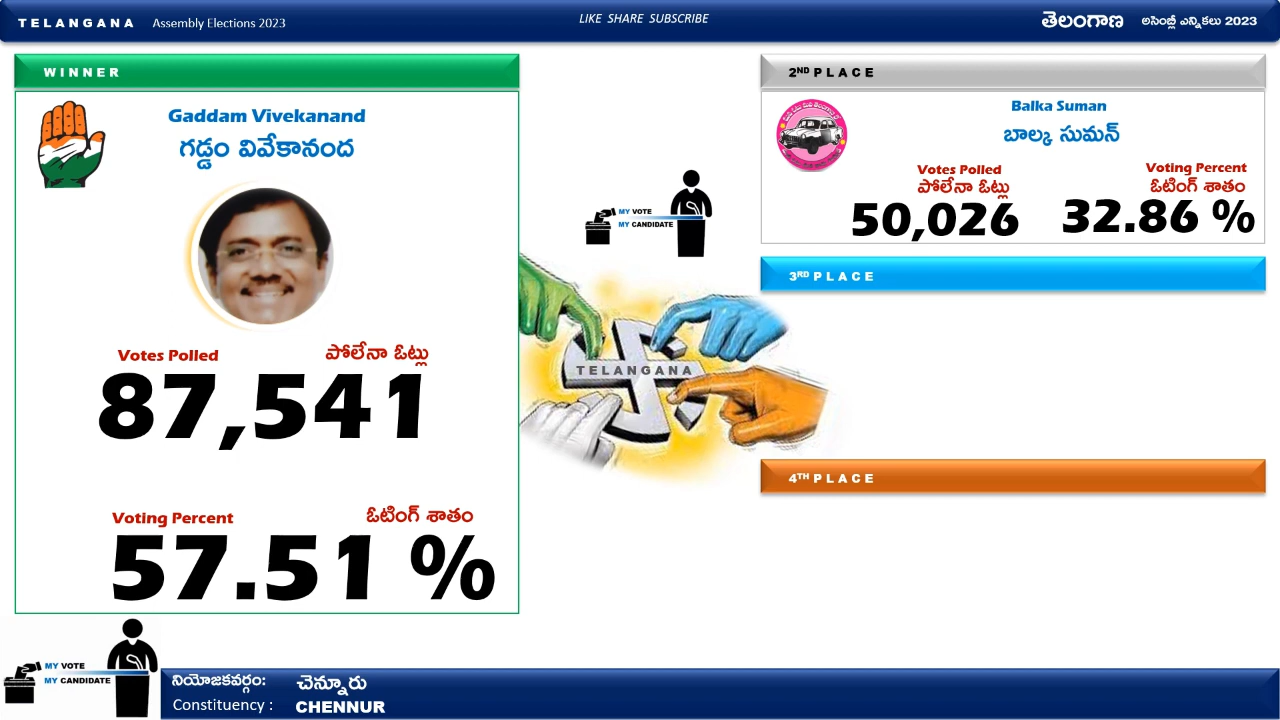 TELANGANA Assembly Elections 2023
LIKE SHARE SUBSCRIBE
తెలంగాణ అసెంబ్లీ ఎన్నికలు 2023
WINNER
Gaddam Vivekanand
గడ్డం వివేకానంద
Votes Polled పోలేనా ఓట్లు
87,541
Voting Percent ఓటింగ్ శాతం
57.51 %
MY VOTE
MY CANDIDATE
TELANGANA
2ND PLACE
Balka Suman
బాల్క సుమన్
Votes Polled
పోలేనా ఓట్లు
50,026
Voting Percent
ఓటింగ్ శాతం
32.86 %
3RD PLACE
4TH PLACE
MY VOTE
MY CANDIDATE
నియోజకవర్గం: చెన్నూరు
Constituency : CHENNUR